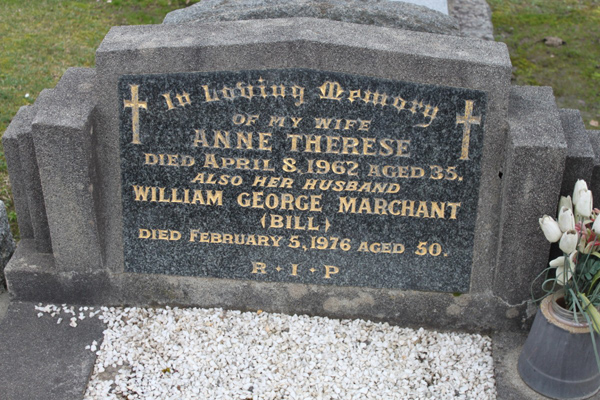 In Loving Memory
OF MY WIFE
ANNE THERESE
DIED APRIL 8, 1962 AGED 35.
ALSO HER HUSBAND
WILLIAM GEORGE MARCHANT
(BILL)
DIED FEBRUARY 5, 1976 AGED 50.
R · I · P